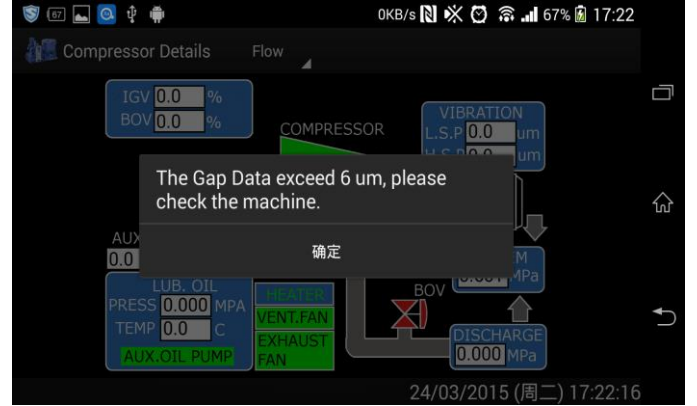 67
0KB/s
67%
17:22
Compressor Details
Flow
IGV 0.0 %
BOV 0.0 %
COMPRESSOR
VIBRATION
L.S.P 0.0 um
um
The Gap Data exceed 6 um, please
check the machine.
确定
AUX
0.0
LUB. OIL
PRESS 0.000 MPA
TEMP 0.0 C
AUX.OIL PUMP
HEATER
VENT.FAN
EXHAUST
FAN
BOV
MPa
DISCHARGE
0.000 MPa
24/03/2015 (周二) 17:22:16